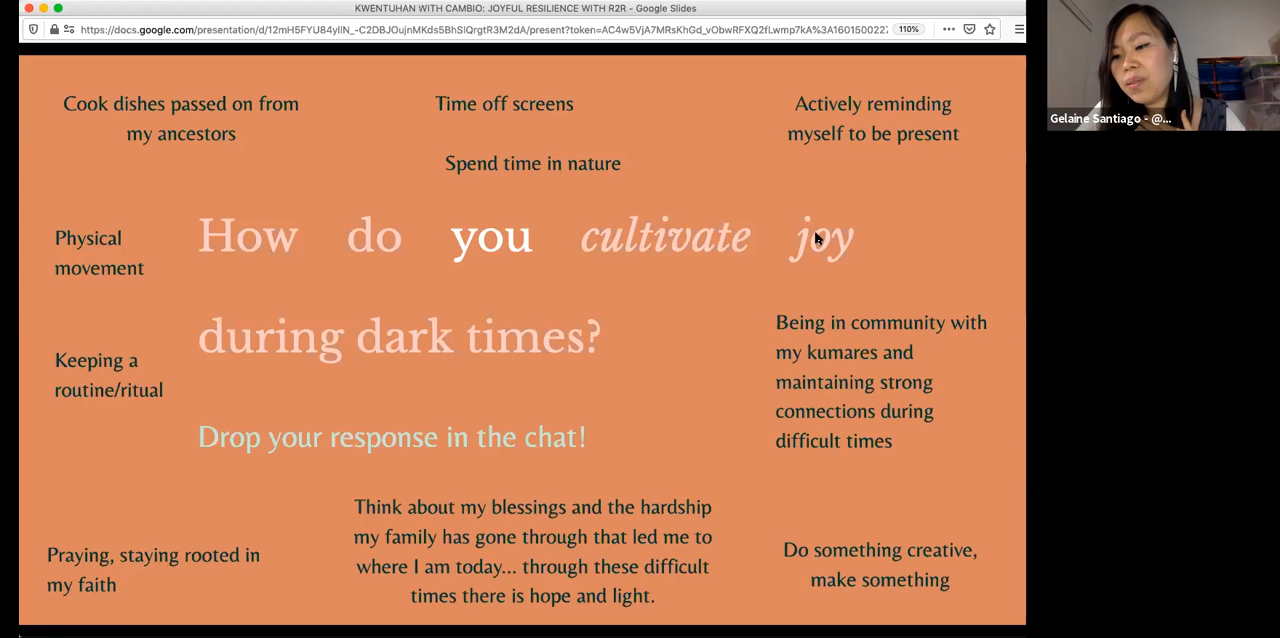 KWENTUHAN WITH CAMBIO: JOYFUL RESILIENCE WITH R2R - Google Slides
110%
Gelaine Santiago - @...
Cook dishes passed on from
my ancestors
Time off screens
Actively reminding
myself to be present
Spend time in nature
How do you cultivate joy
Physical
movement
during dark times?
Being in community with
my kumares and
maintaining strong
connections during
difficult times
Keeping a
routine/ritual
Drop your response in the chat!
Think about my blessings and the hardship
my family has gone through that led me to
where I am today... through these difficult
times there is hope and light.
Praying, staying rooted in
my faith
Do something creative,
make something